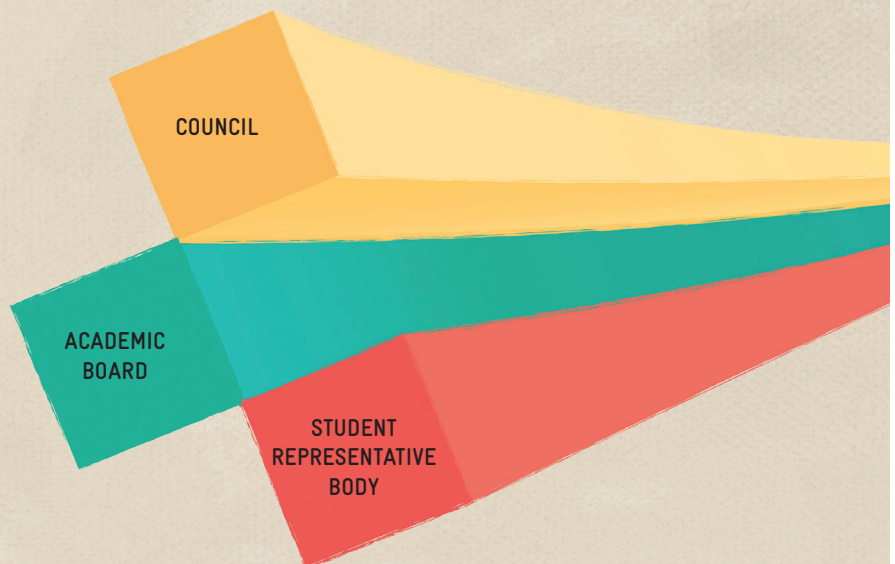 COUNCIL
ACADEMIC
BOARD
STUDENT
REPRESENTATIVE
BODY